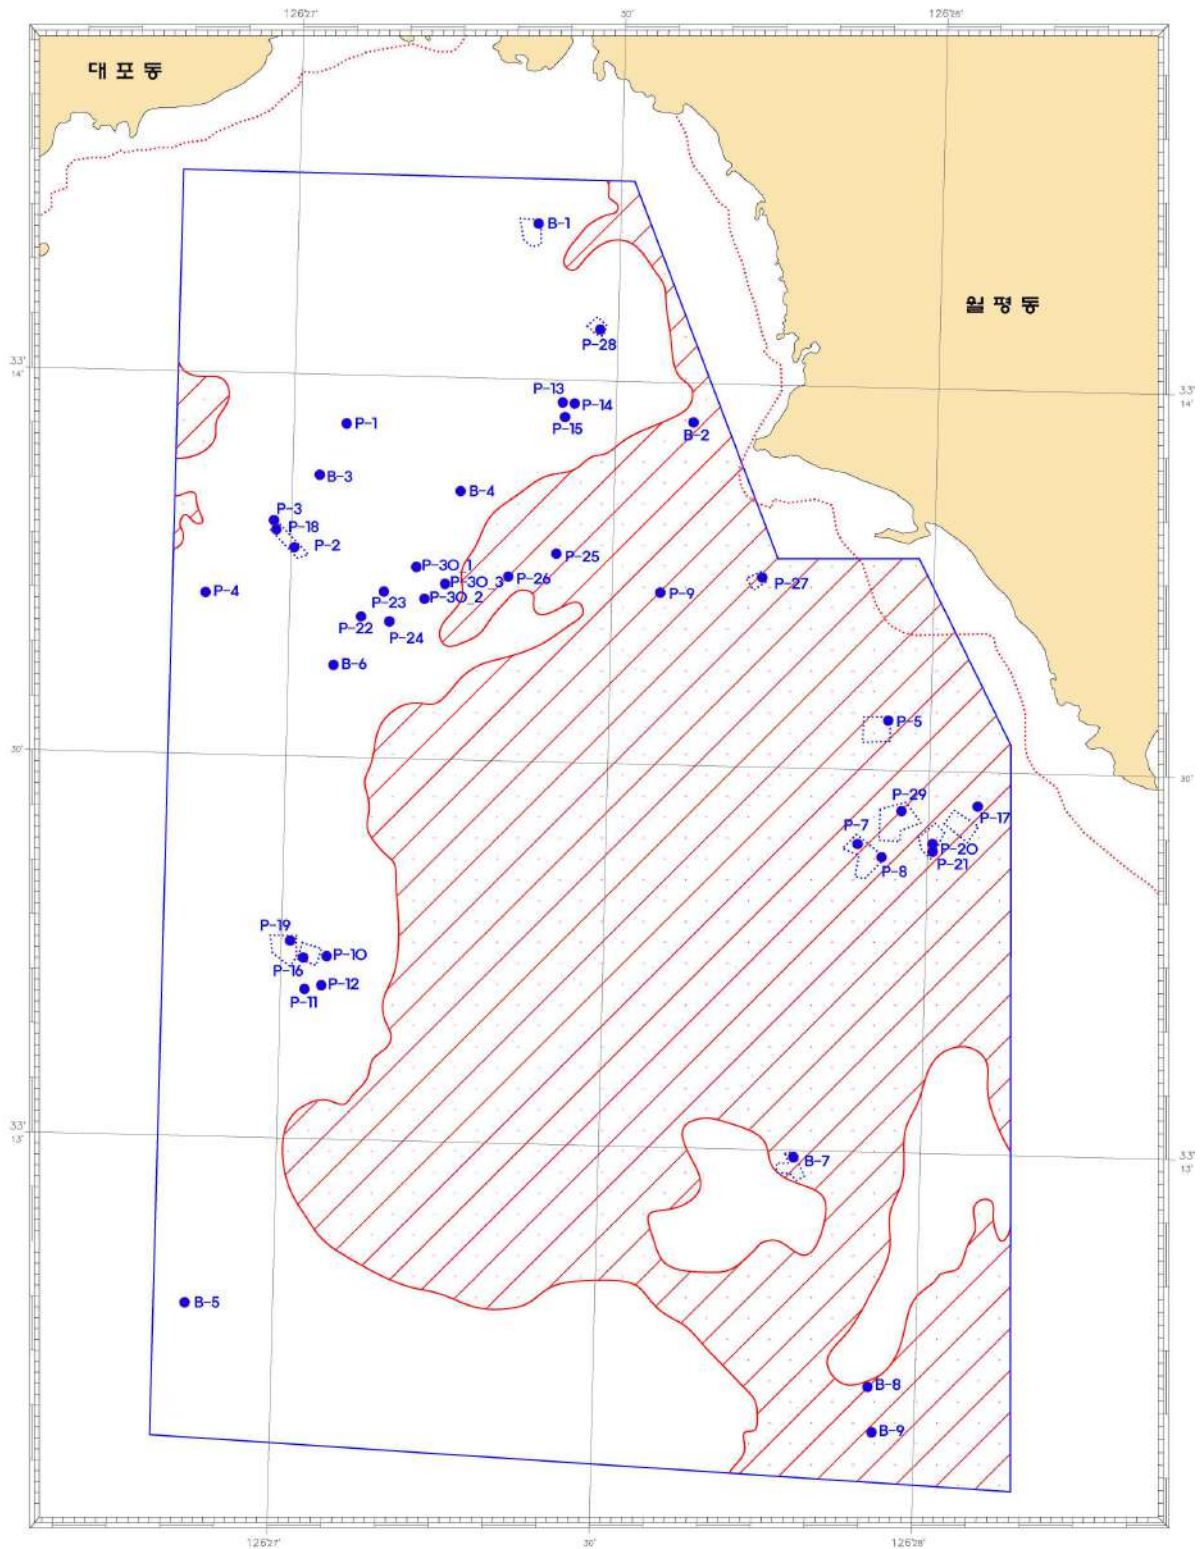 126°27' 30' 126°28'
대포동
B-1
월평동
P-28
33° 14'
33° 14'
P-13
P-14
P-15
P-1
B-2
B-3
B-4
P-3
P-18
P-2
P-25
P-30_1
P-26
P-30_3
P-27
P-4
P-23
P-30_2
P-9
P-22
P-24
B-6
P-5
30'
30'
P-29
P-17
P-7
P-20
P-8
P-21
P-19
P-10
P-16
P-12
P-11
33° 13'
33° 13'
B-7
B-5
B-8
B-9
126°27' 30' 126°28'